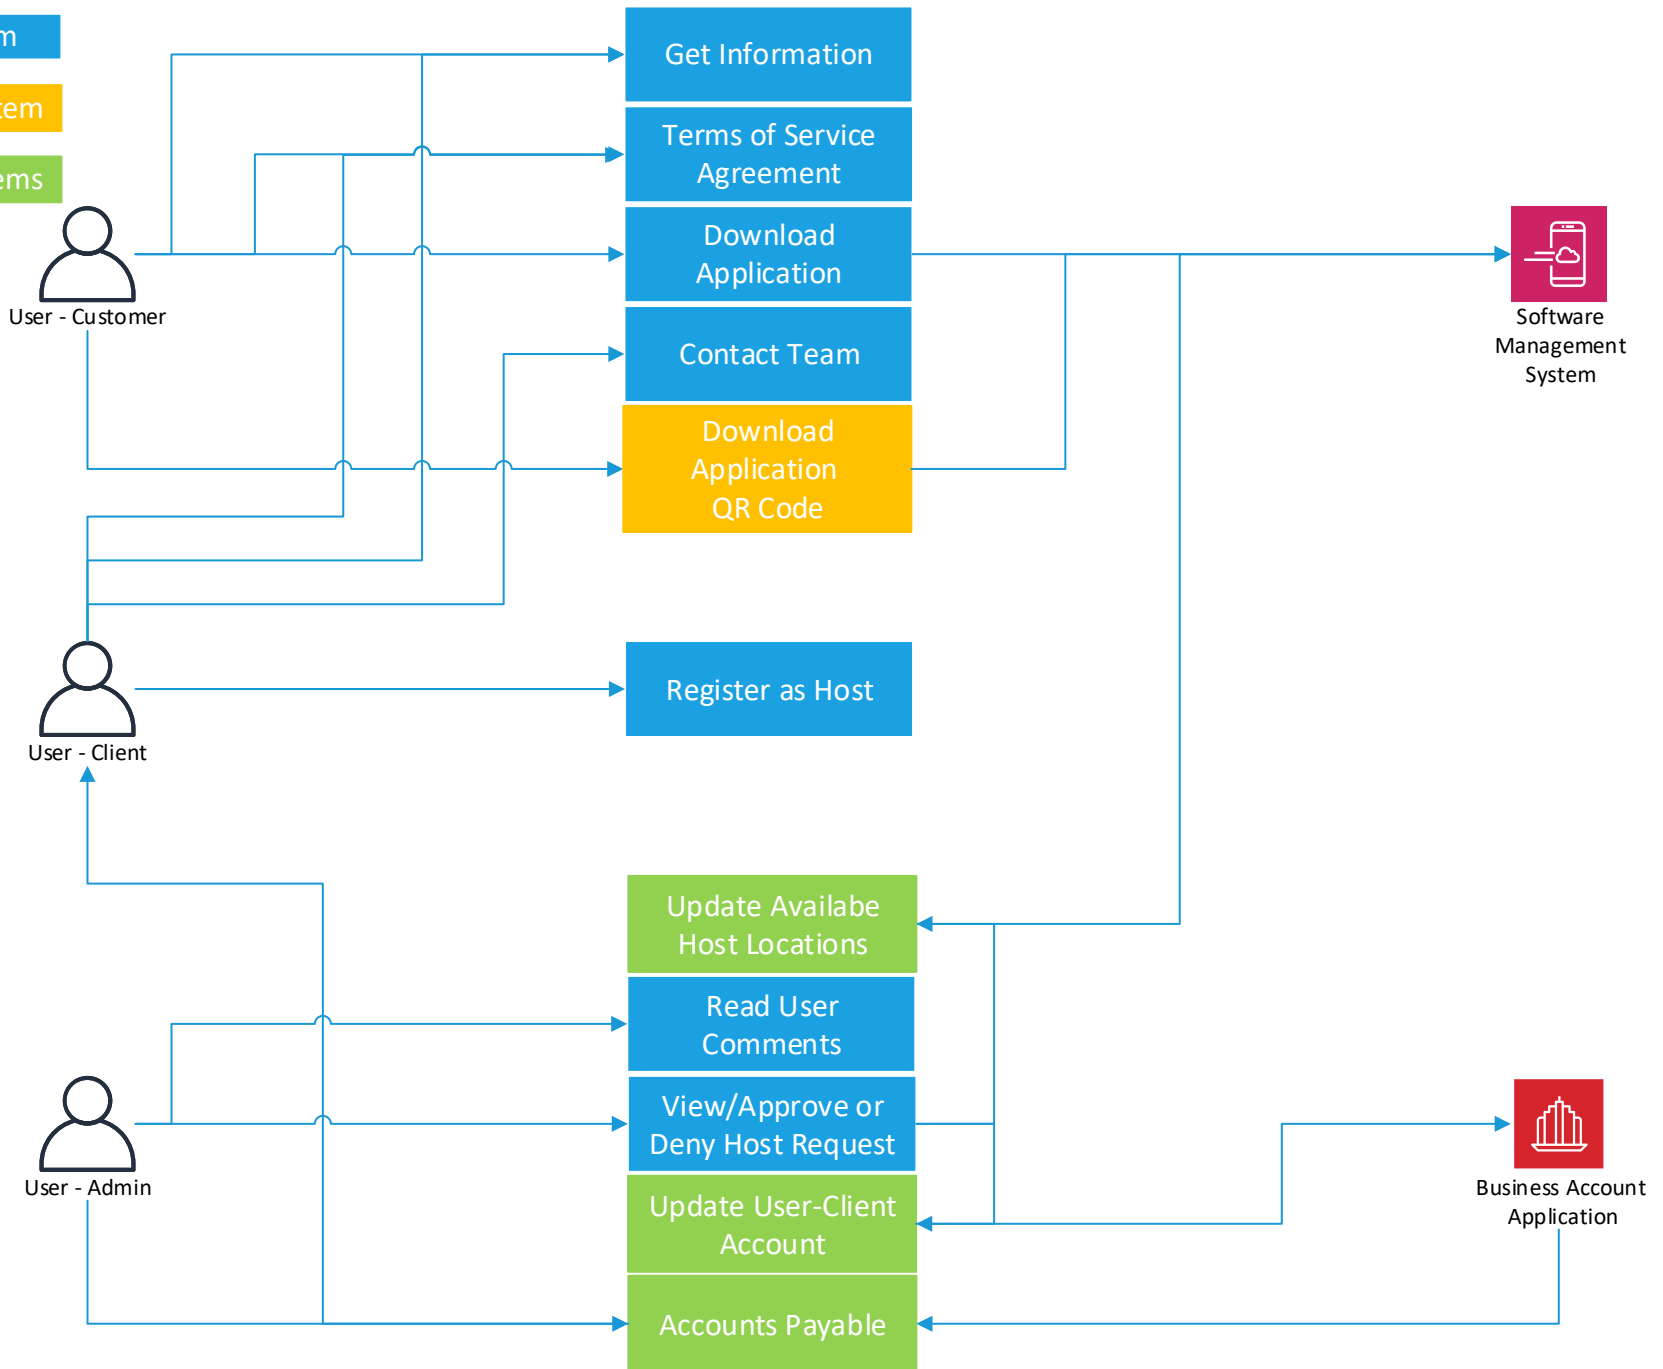 Get Information
Terms of Service
Agreement
Download
Application
User - Customer
Software
Management
System
Contact Team
Download
Application
QR Code
Register as Host
User - Client
Update Availabe
Host Locations
Read User
Comments
View/Approve or
Deny Host Request
User - Admin
Business Account
Application
Update User-Client
Account
Accounts Payable